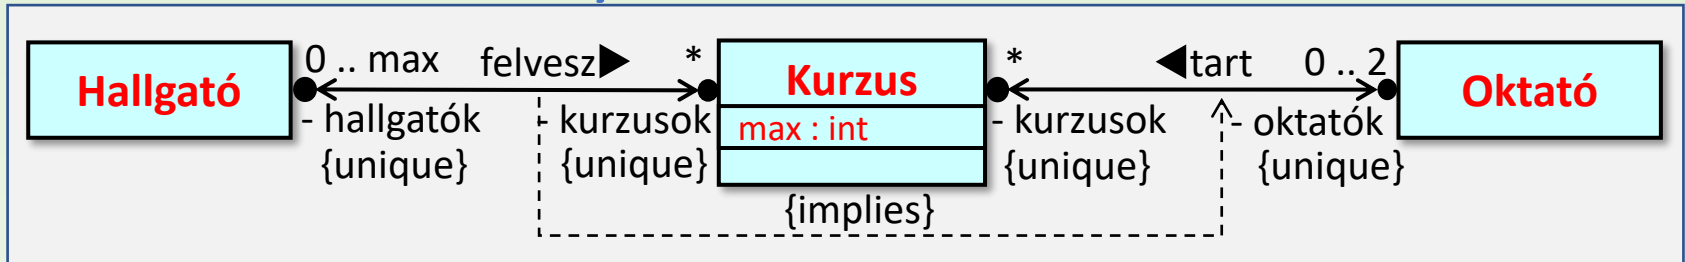 Hallgató
0 .. max
felvesz
*
- hallgatók
{unique}
- kurzusok
{unique}
Kurzus
max : int
{implies}
*
tart
0 .. 2
- kurzusok
{unique}
- oktatók
{unique}
Oktató